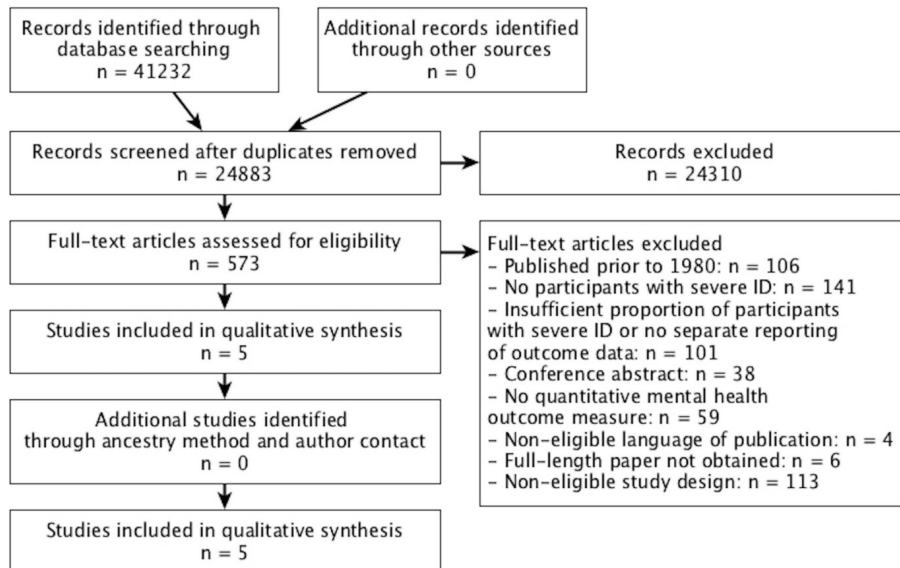 Records identified through
database searching
n = 41232
Additional records identified
through other sources
n = 0
Records screened after duplicates removed
n = 24883
Records excluded
n = 24310
Full-text articles assessed for eligibility
n = 573
Full-text articles excluded
- Published prior to 1980: n = 106
- No participants with severe ID: n = 141
- Insufficient proportion of participants
with severe ID or no separate reporting
of outcome data: n = 101
- Conference abstract: n = 38
- No quantitative mental health
outcome measure: n = 59
- Non-eligible language of publication: n = 4
- Full-length paper not obtained: n = 6
- Non-eligible study design: n = 113
Studies included in qualitative synthesis
n = 5
Additional studies identified
through ancestry method and author contact
n = 0
Studies included in qualitative synthesis
n = 5